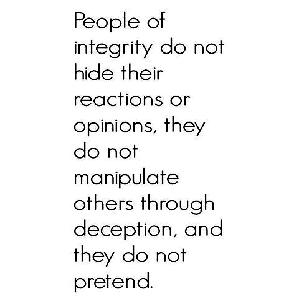 People of
integrity do not
hide their
reactions or
opinions, they
do not
manipulate
others through
deception, and
they do not
pretend.